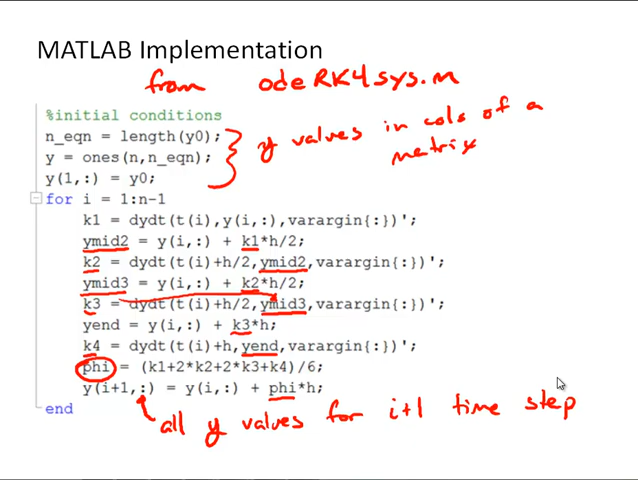 MATLAB Implementation
from odeRK4sys.m
%initial conditions
n_eqn = length(y0);
y = ones(n,n_eqn);
y(1,:) = y0;
y values in cols of a
matrix
for i = 1:n-1
k1 = dydt(t(i),y(i,:),varargin{:})';
ymid2 = y(i,:) + k1*h/2;
k2 = dydt(t(i)+h/2,ymid2,varargin{:})';
ymid3 = y(i,:) + k2*h/2;
k3 = dydt(t(i)+h/2,ymid3,varargin{:})';
yend = y(i,:) + k3*h;
k4 = dydt(t(i)+h,yend,varargin{:})';
phi = (k1+2*k2+2*k3+k4)/6;
y(i+1,:) = y(i,:) + phi*h;
end
all y values for i+1 time step